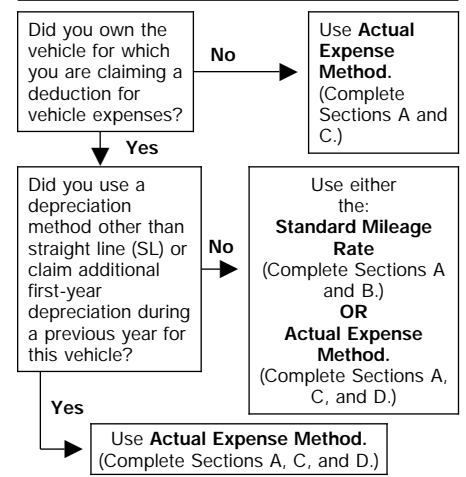 Did you own the
vehicle for which
you are claiming a
deduction for
vehicle expenses?
No
Use Actual
Expense
Method.
(Complete
Sections A and
C.)
Yes
Did you use a
depreciation
method other than
straight line (SL) or
claim additional
first-year
depreciation during
a previous year for
this vehicle?
No
Use either
the:
Standard Mileage
Rate
(Complete Sections A
and B.)
OR
Actual Expense
Method.
(Complete Sections A,
C, and D.)
Yes
Use Actual Expense Method.
(Complete Sections A, C, and D.)